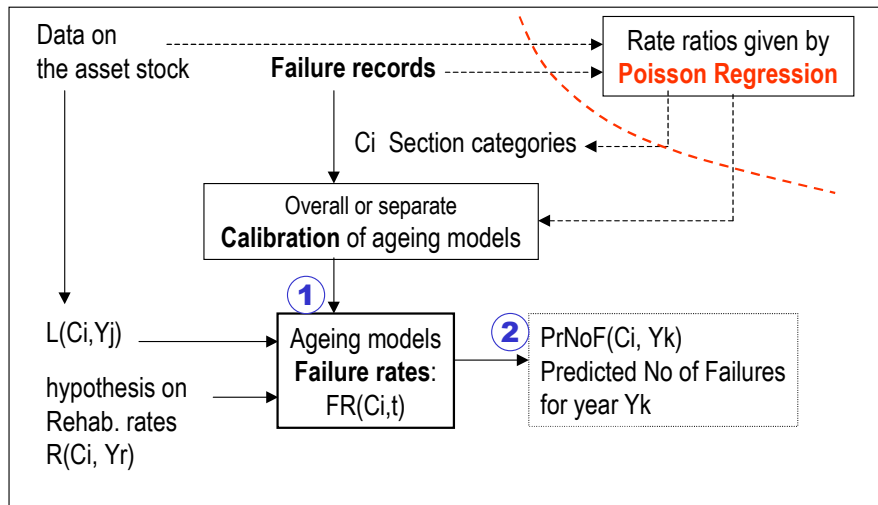 Data on
the asset stock
Failure records
Rate ratios given by
Poisson Regression
Ci Section categories
Overall or separate
Calibration of ageing models
1
L(Ci,Yj)
hypothesis on
Rehab. rates
R(Ci, Yr)
Ageing models
Failure rates:
FR(Ci,t)
2
PrNoF(Ci, Yk)
Predicted No of Failures
for year Yk